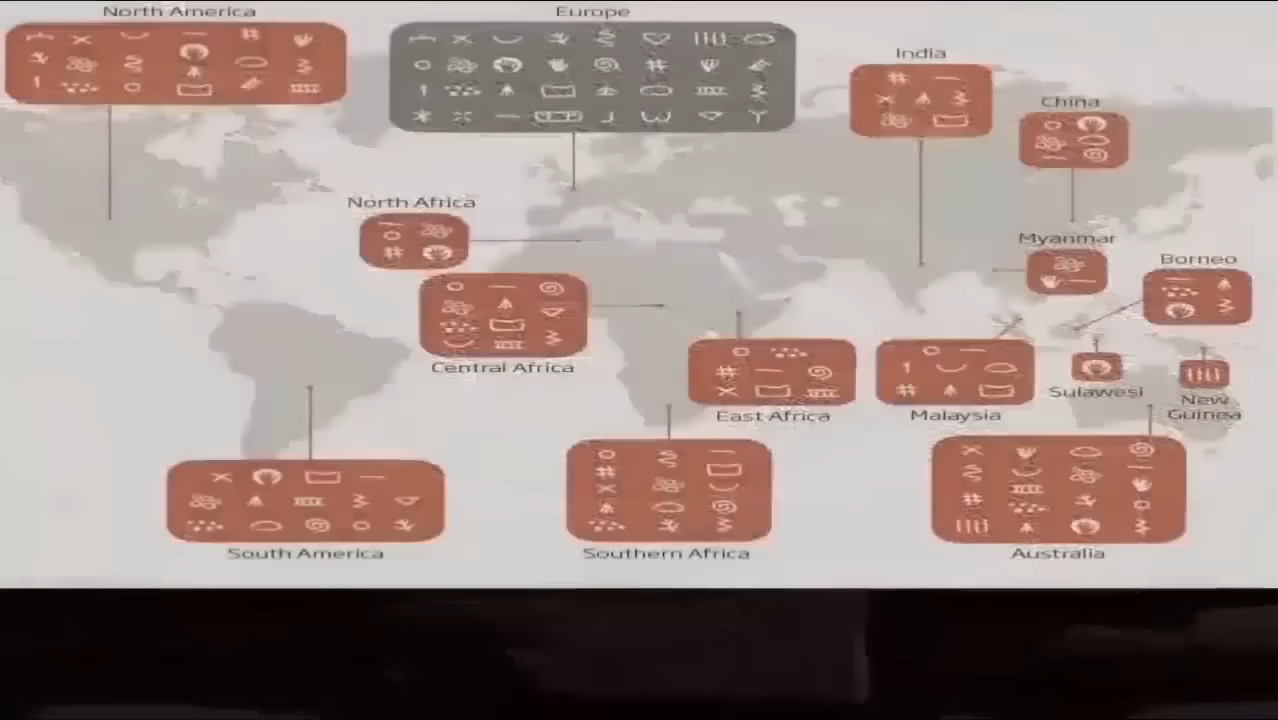 North America
Europe
India
China
North Africa
Myanmar
Borneo
Central Africa
East Africa
Malaysia
Sulawesi
New
Guinea
South America
Southern Africa
Australia